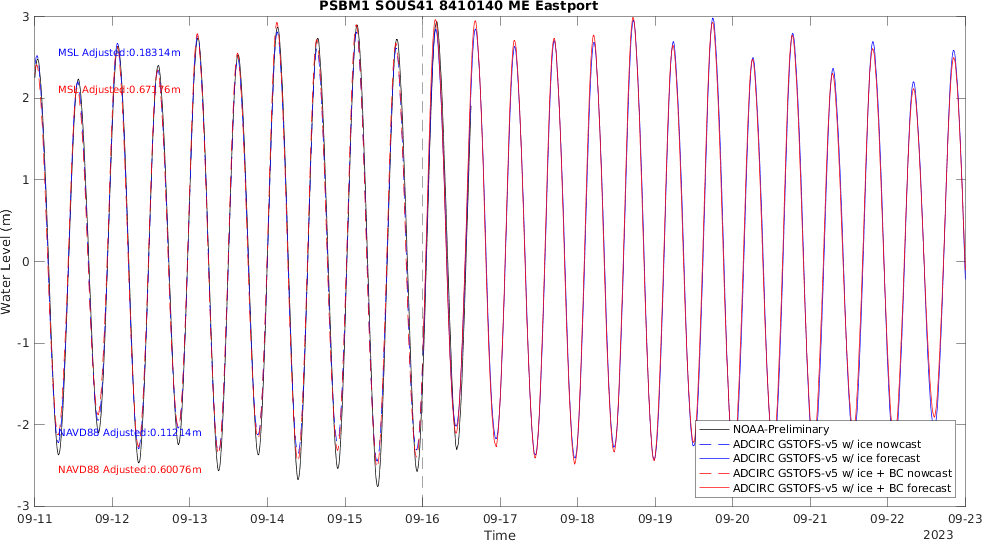 PSBM1 SOUS41 8410140 ME Eastport
3
2
1
0
-1
-2
-3
Water Level (m)
MSL Adjusted:0.18314m
MSL Adjusted:0.67176m
NAVD88 Adjusted:0.11214m
NAVD88 Adjusted:0.60076m
NOAA-Preliminary
ADCIRC GSTOFS-v5 w/ ice nowcast
ADCIRC GSTOFS-v5 w/ ice forecast
ADCIRC GSTOFS-v5 w/ ice + BC nowcast
ADCIRC GSTOFS-v5 w/ ice + BC forecast
09-11 09-12 09-13 09-14 09-15 09-16 09-17 09-18 09-19 09-20 09-21 09-22 09-23
Time
2023